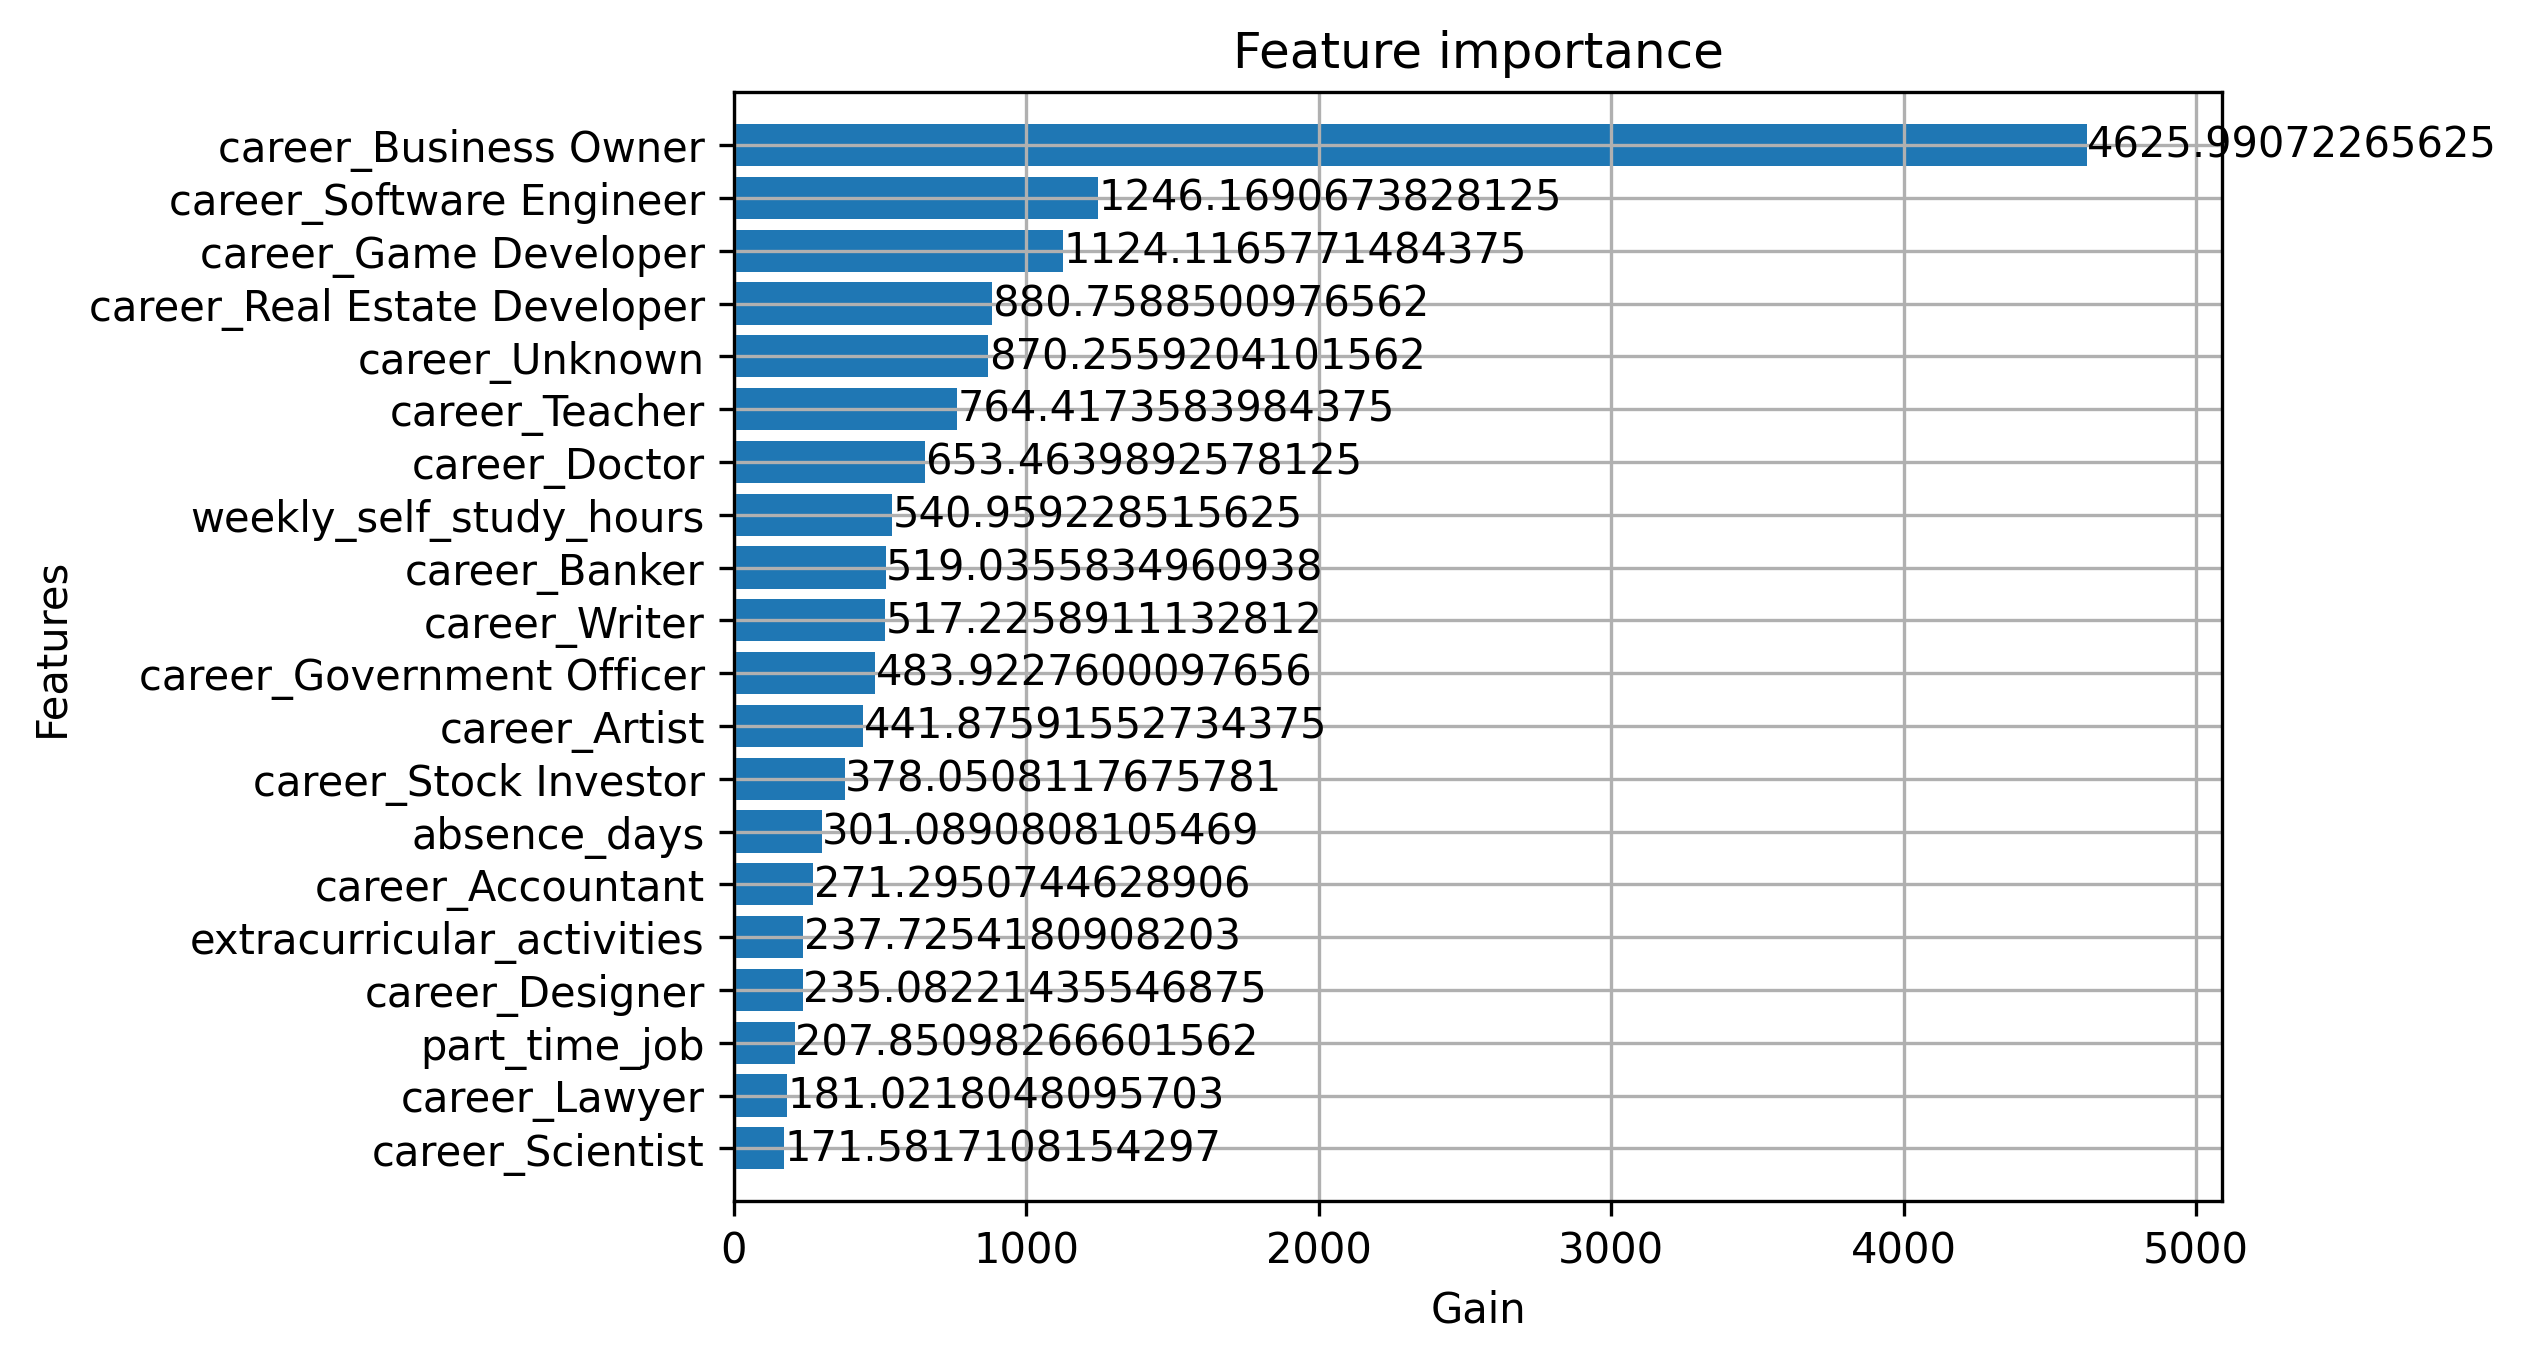 Feature importance
career_Business Owner 4625.99072265625
career_Software Engineer 1246.1690673828125
career_Game Developer 1124.1165771484375
career_Real Estate Developer 880.7588500976562
career_Unknown 870.2559204101562
career_Teacher 764.4173583984375
career_Doctor 653.4639892578125
weekly_self_study_hours 540.959228515625
career_Banker 519.0355834960938
career_Writer 517.2258911132812
career_Government Officer 483.9227600097656
career_Artist 441.87591552734375
career_Stock Investor 378.0508117675781
absence_days 301.0890808105469
career_Accountant 271.2950744628906
extracurricular_activities 237.7254180908203
career_Designer 235.08221435546875
part_time_job 207.85098266601562
career_Lawyer 181.0218048095703
career_Scientist 171.5817108154297
Features
0 1000 2000 3000 4000 5000
Gain